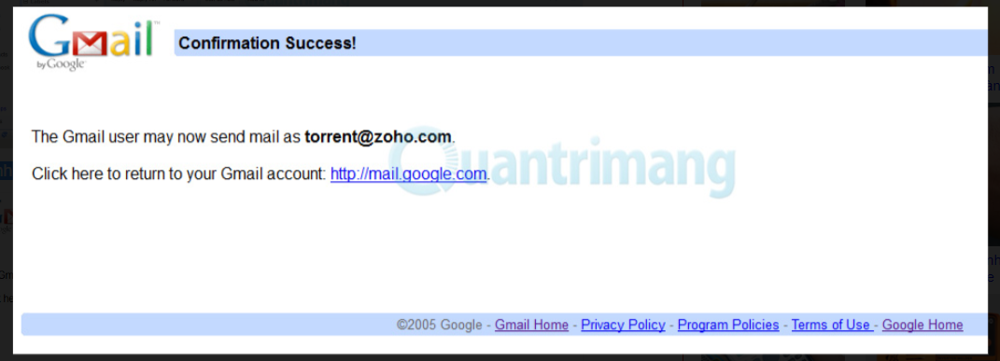 Gmail
by Google
Confirmation Success!
The Gmail user may now send mail as torrent@zoho.com.
Click here to return to your Gmail account: http://mail.google.com.
Quantrimang
©2005 Google - Gmail Home - Privacy Policy - Program Policies - Terms of Use - Google Home